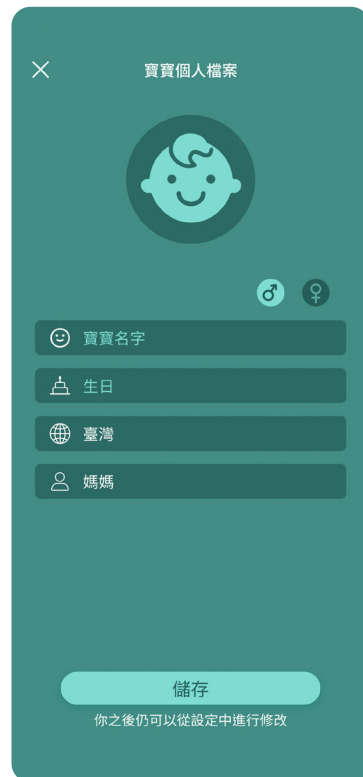 寶寶個人檔案
寶寶名字
生日
臺灣
媽媽
儲存
你之後仍可以從設定中進行修改